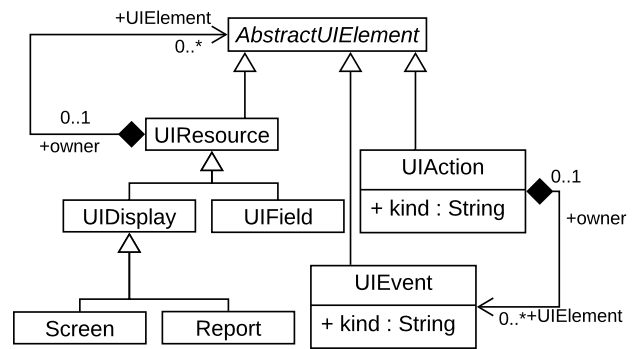 +UIElement
0..*
AbstractUIElement
0..1
+owner
UIResource
UIAction
+ kind : String
0..1
+owner
UIDisplay
UIField
UIEvent
+ kind : String
0..*+UIElement
Screen
Report